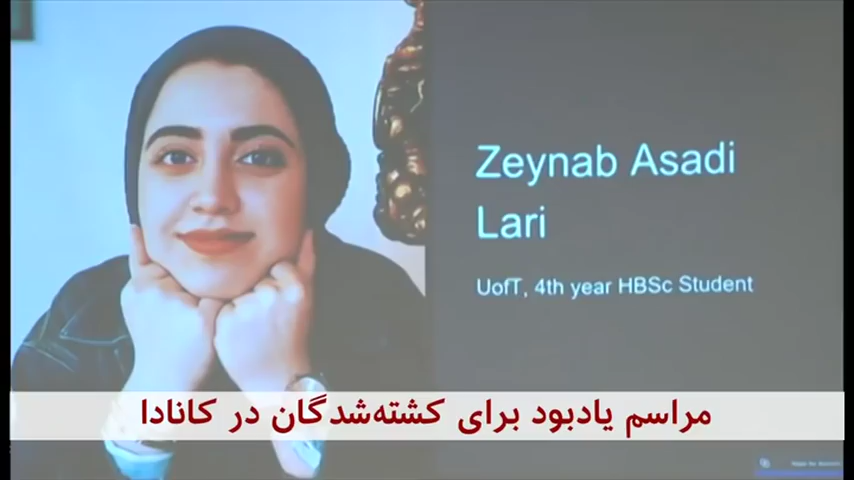 Zeynab Asadi
Lari
UofT, 4th year HBSc Student
مراسم یادبود برای کشته‌شدگان در کانادا